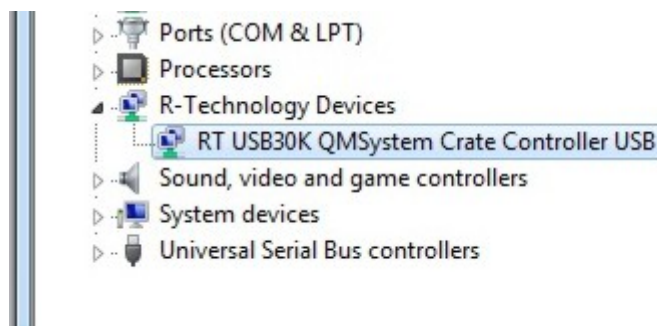 Ports (COM & LPT)
Processors
R-Technology Devices
RT USB30K QMSystem Crate Controller USB
Sound, video and game controllers
System devices
Universal Serial Bus controllers